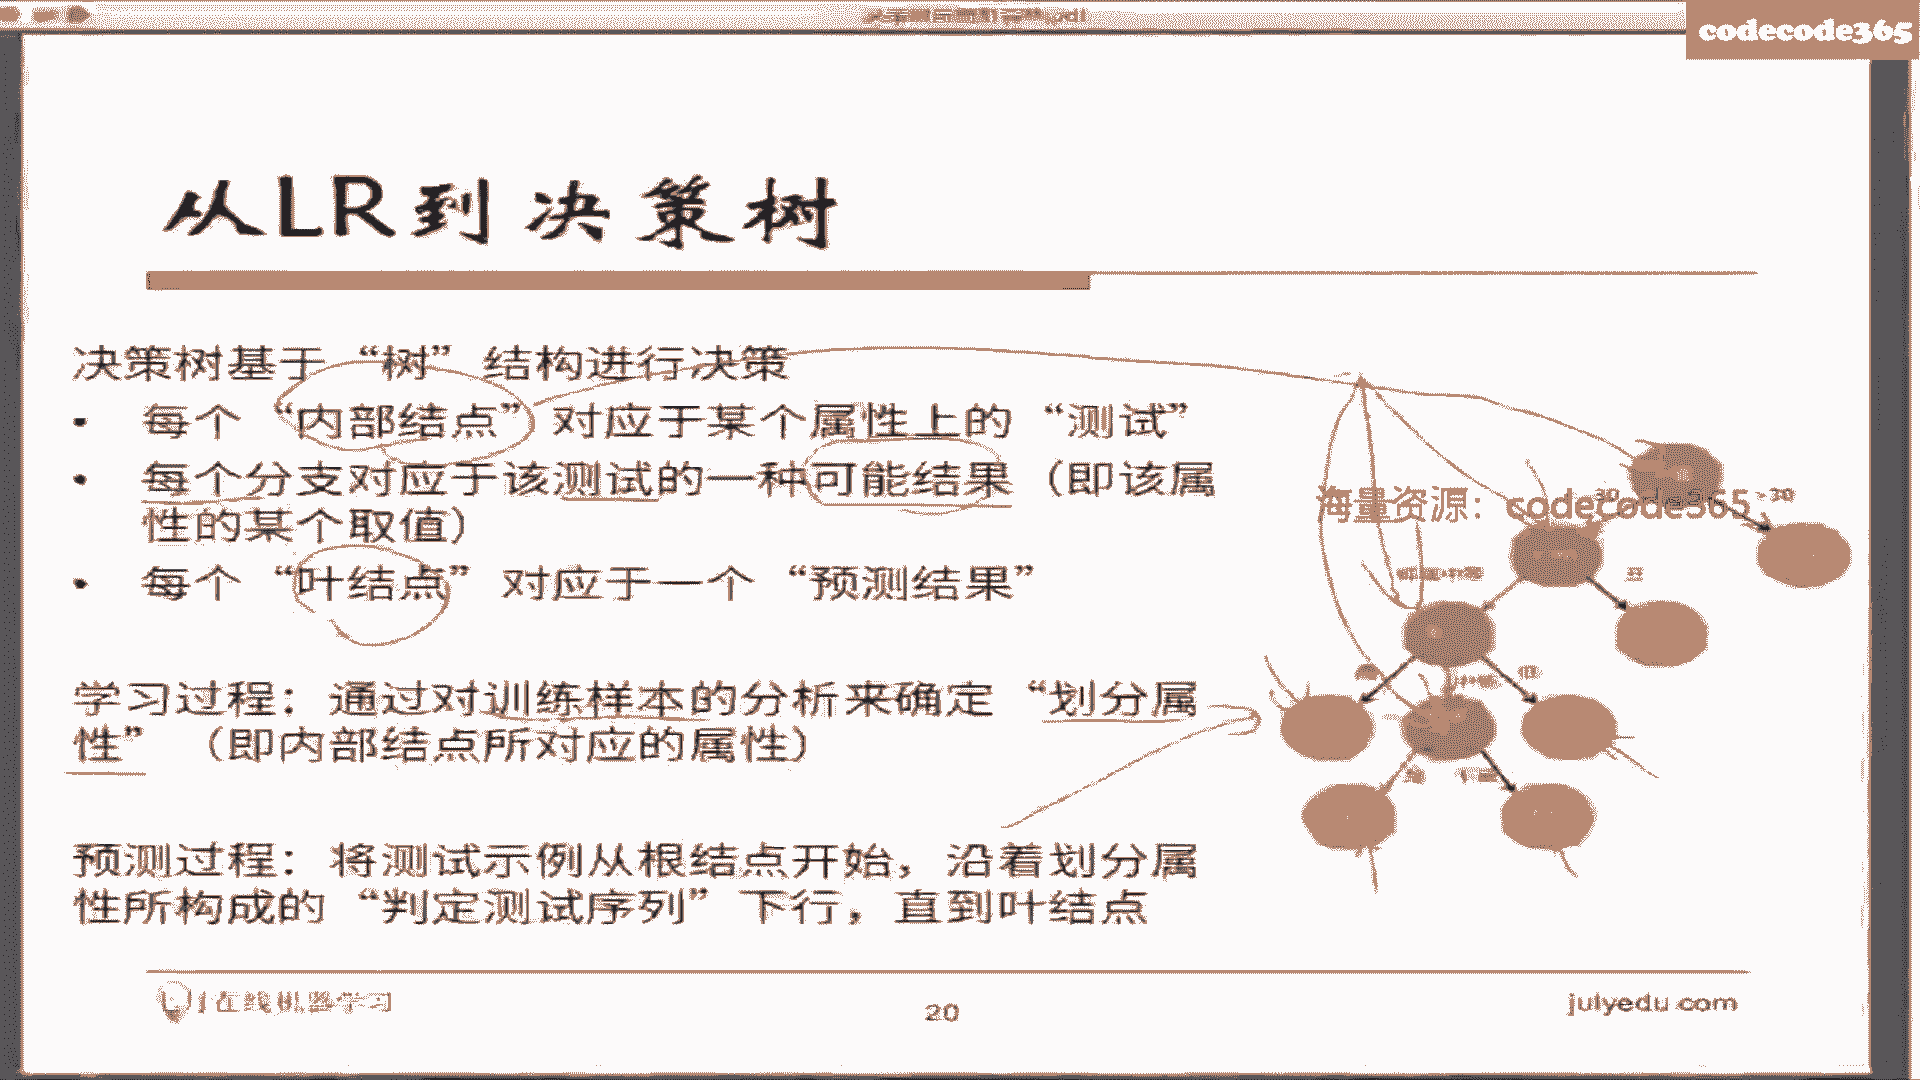 codecode365
从LR到决策树
决策树基于“树”结构进行决策
• 每个“内部结点”对应于某个属性上的“测试”
• 每个分支对应于该测试的一种可能结果（即该属
性的某个取值）
• 每个“叶结点”对应于一个“预测结果”
海量资源：codecode365
30
30
学习过程：通过对训练样本的分析来确定“划分属
性”（即内部结点所对应的属性）
预测过程：将测试示例从根结点开始，沿着划分属
性所构成的“判定测试序列”下行，直到叶结点
在线机器学习
20
julyedu.com